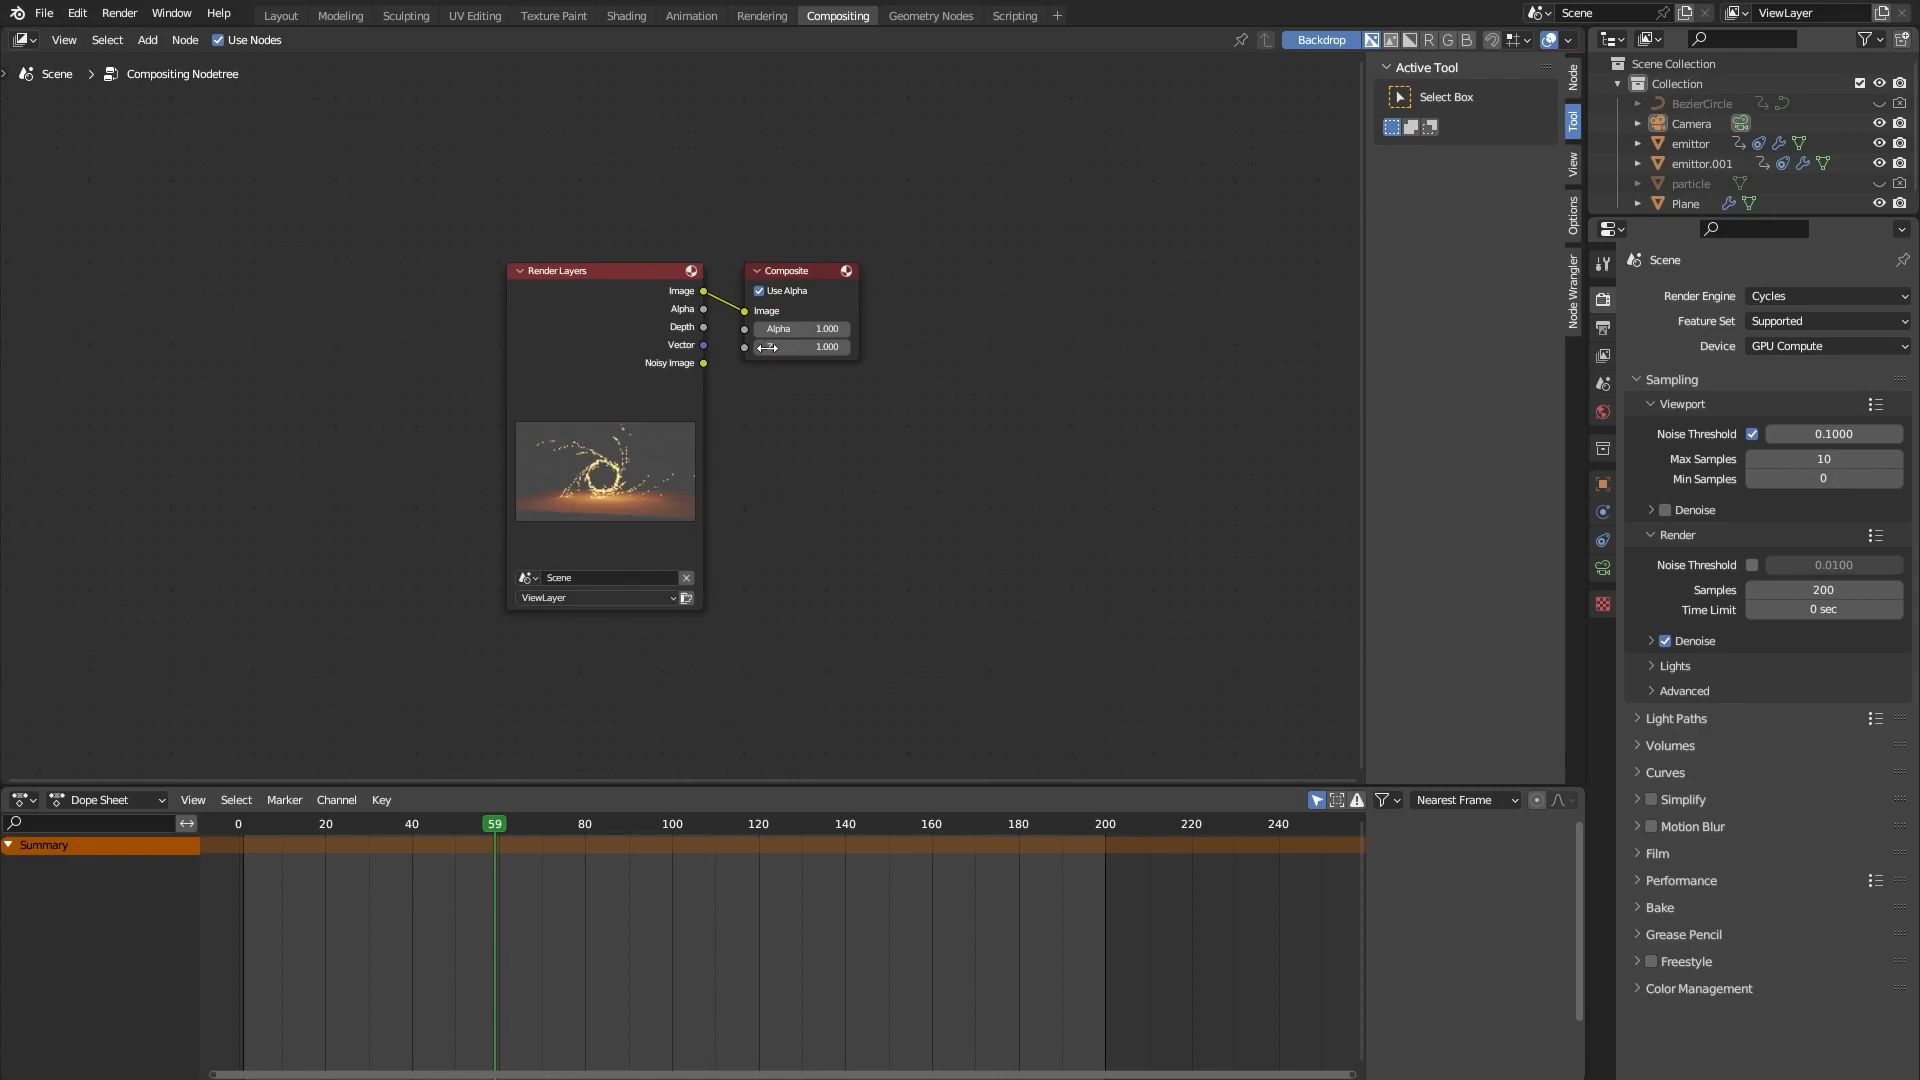 File Edit Render Window Help Layout Modeling Sculpting UV Editing Texture Paint Shading Animation Rendering Compositing Geometry Nodes Scripting Scene ViewLayer
View Select Add Node Use Nodes Backdrop R G B
Scene Compositing Nodetree
Active Tool
Select Box
Node
Tool
View
Options
Node Wrangler
Render Layers
Image
Alpha
Depth
Vector
Noisy Image
Scene
ViewLayer
Composite
Use Alpha
Image
Alpha 1.000
1.000
Scene Collection
Collection
BezierCircle
Camera
emittor
emittor.001
particle
Plane
Scene
Render Engine Cycles
Feature Set Supported
Device GPU Compute
Sampling
Viewport
Noise Threshold 0.1000
Max Samples 10
Min Samples 0
Denoise
Render
Noise Threshold 0.0100
Samples 200
Time Limit 0 sec
Denoise
Lights
Advanced
Light Paths
Volumes
Curves
Simplify
Motion Blur
Film
Performance
Bake
Grease Pencil
Freestyle
Color Management
Dope Sheet View Select Marker Channel Key Nearest Frame
0 20 40 59 80 100 120 140 160 180 200 220 240
Summary